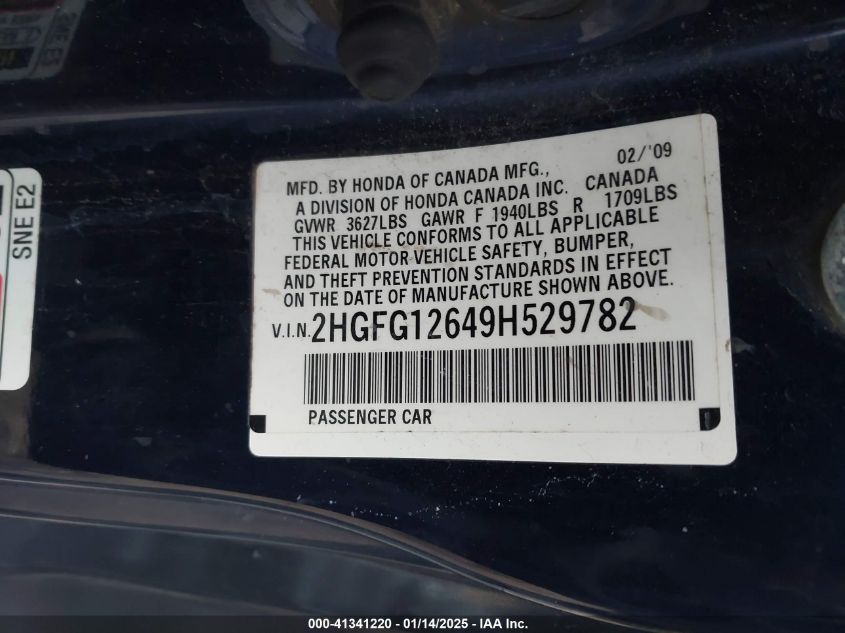 SNE E2
02/'09
MFD. BY HONDA OF CANADA MFG.,
A DIVISION OF HONDA CANADA INC. CANADA
GVWR 3627LBS GAWR F 1940LBS R 1709LBS
THIS VEHICLE CONFORMS TO ALL APPLICABLE
FEDERAL MOTOR VEHICLE SAFETY, BUMPER,
AND THEFT PREVENTION STANDARDS IN EFFECT
ON THE DATE OF MANUFACTURE SHOWN ABOVE.
V.I.N. 2HGFG12649H529782
PASSENGER CAR
SNE E3
000-41341220 - 01/14/2025 - IAA Inc.